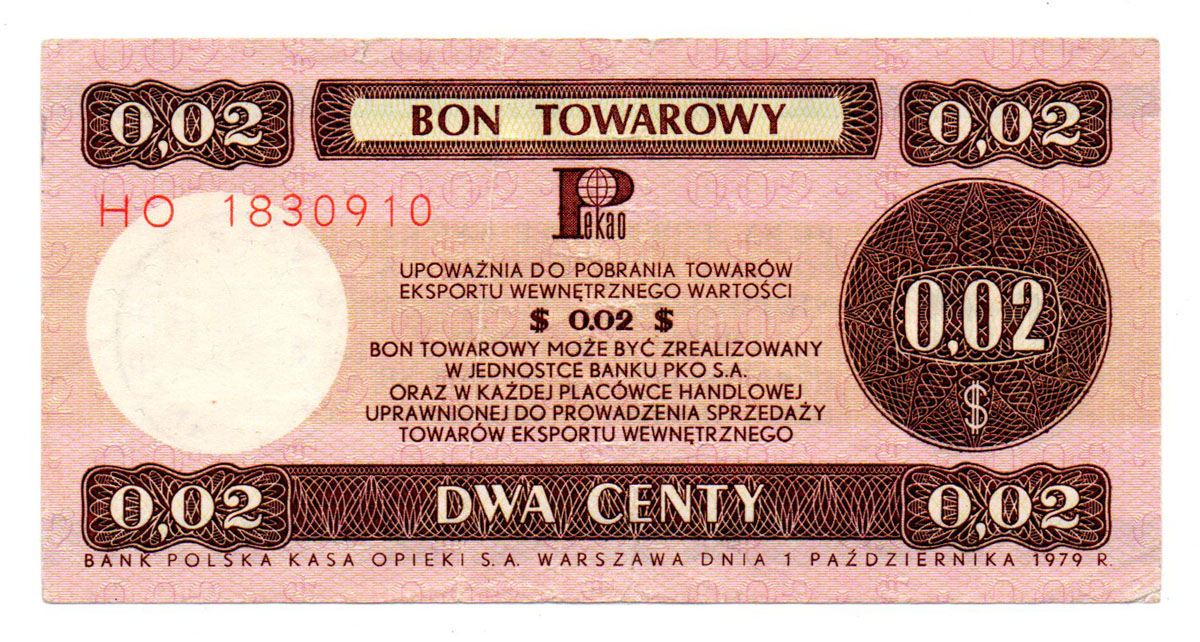 0,02 BON TOWAROWY 0,02
HO 1830910
Pekao
UPOWAŻNIA DO POBRANIA TOWARÓW
EKSPORTU WEWNĘTRZNEGO WARTOŚCI
$ 0.02 $
BON TOWAROWY MOŻE BYĆ ZREALIZOWANY
W JEDNOSTCE BANKU PKO S.A.
ORAZ W KAŻDEJ PLACÓWCE HANDLOWEJ
UPRAWNIONEJ DO PROWADZENIA SPRZEDAŻY
TOWARÓW EKSPORTU WEWNĘTRZNEGO
0,02
$
0,02 DWA CENTY 0,02
BANK POLSKA KASA OPIEKI S.A. WARSZAWA DNIA 1 PAŹDZIERNIKA 1979 R.